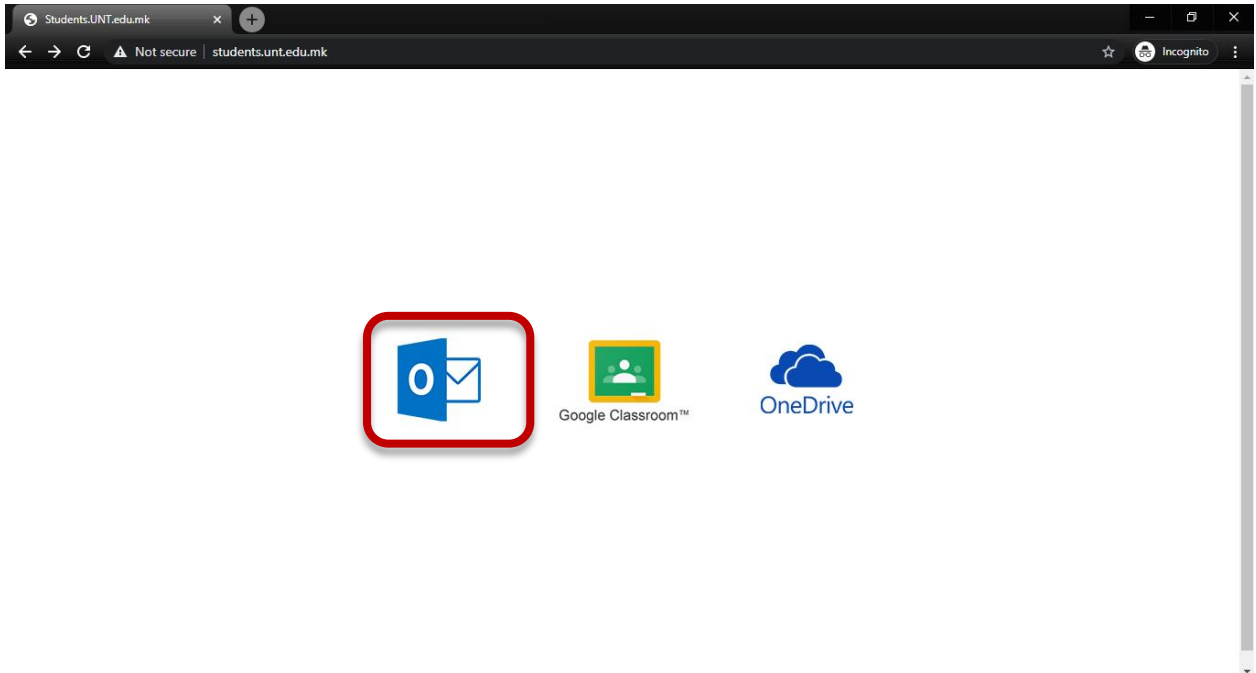 Students.UNT.edu.mk
Not secure | students.unt.edu.mk
Incognito
O
Google Classroom™
OneDrive